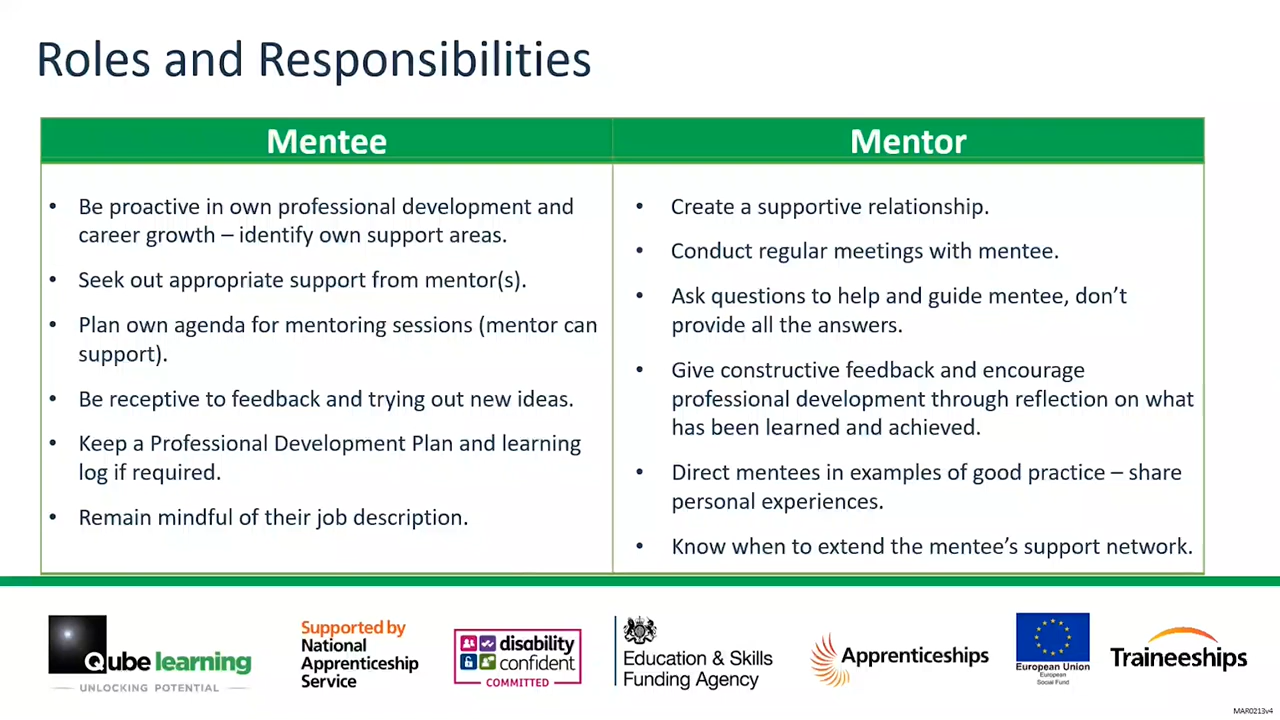 Roles and Responsibilities
Mentee
• Be proactive in own professional development and
career growth – identify own support areas.
• Seek out appropriate support from mentor(s).
• Plan own agenda for mentoring sessions (mentor can
support).
• Be receptive to feedback and trying out new ideas.
• Keep a Professional Development Plan and learning
log if required.
• Remain mindful of their job description.
Mentor
• Create a supportive relationship.
• Conduct regular meetings with mentee.
• Ask questions to help and guide mentee, don’t
provide all the answers.
• Give constructive feedback and encourage
professional development through reflection on what
has been learned and achieved.
• Direct mentees in examples of good practice – share
personal experiences.
• Know when to extend the mentee’s support network.
Qube learning
UNLOCKING POTENTIAL
Supported by
National
Apprenticeship
Service
disability
confident
COMMITTED
Education & Skills
Funding Agency
Apprenticeships
European Union
European
Social Fund
Traineeships
MAR0213v4